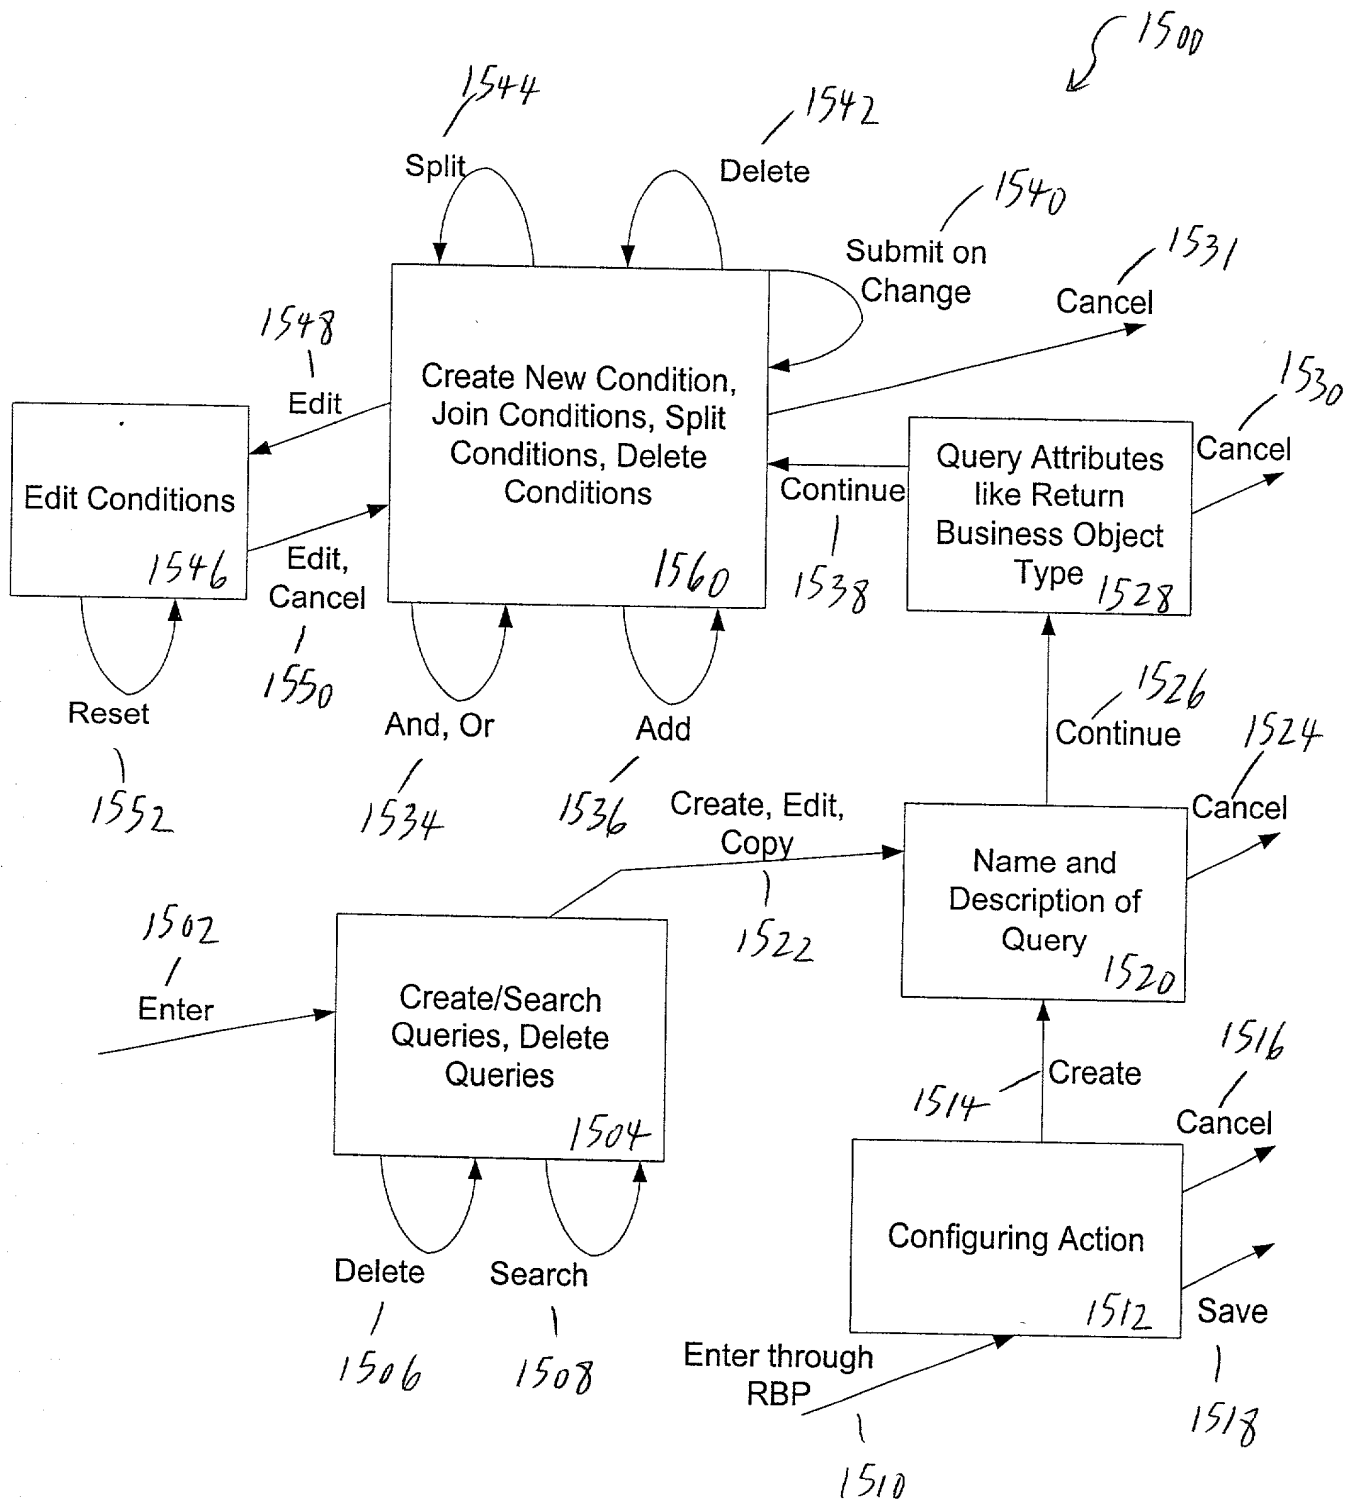 1500
1544
1542
Split
Delete
1540
Submit on
Change
1531
Cancel
1548
Edit
Create New Condition,
Join Conditions, Split
Conditions, Delete
Conditions
1560
1530
Cancel
Query Attributes
like Return
Business Object
Type
1528
Continue
1538
Edit Conditions
1546
Edit,
Cancel
1550
Reset
1552
And, Or
1534
Add
1536
1526
Continue
1524
Cancel
Create, Edit,
Copy
1522
Name and
Description of
Query
1520
1502
Enter
Create/Search
Queries, Delete
Queries
1504
1514
Create
1516
Cancel
Delete
1506
Search
1508
Configuring Action
1512
Save
1518
Enter through
RBP
1510